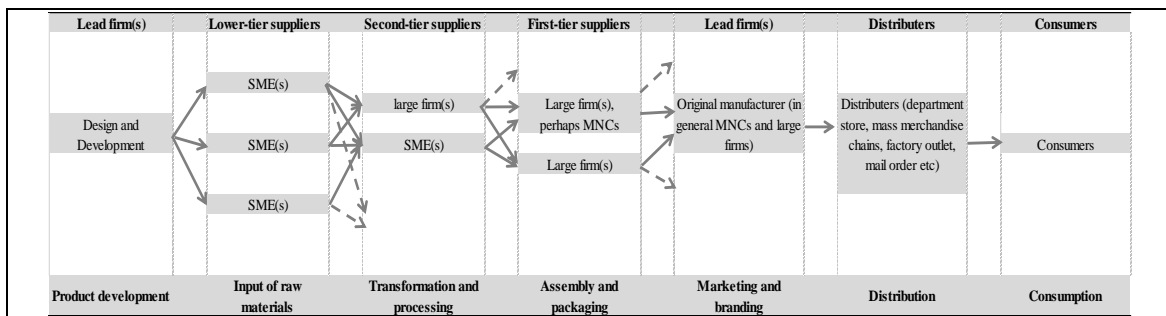 Lead firm(s) Lower-tier suppliers Second-tier suppliers First-tier suppliers Lead firm(s) Distributers Consumers
SME(s)
large firm(s)
Large firm(s),
perhaps MNCs
Original manufacturer (in
general MNCs and large
firms)
Distributers (department
store, mass merchandise
chains, factory outlet,
mail order etc)
Design and
Development
SME(s)
SME(s)
Consumers
Large firm(s)
SME(s)
Product development
Input of raw
materials
Transformation and
processing
Assembly and
packaging
Marketing and
branding
Distribution
Consumption